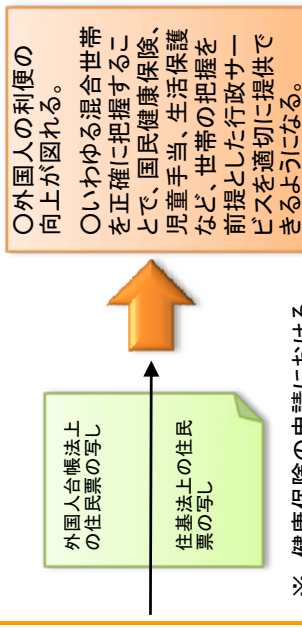 外国人台帳法上
の住民票の写し
住基法上の住民
票の写し
○外国人の利便の
向上が図れる。
○いわゆる混合世帯
を正確に把握するこ
とで、国民健康保険、
児童手当、生活保護
など、世帯の把握を
前提とした行政サー
ビスを適切に提供で
きるようになる。
※ 健康保険の申請における